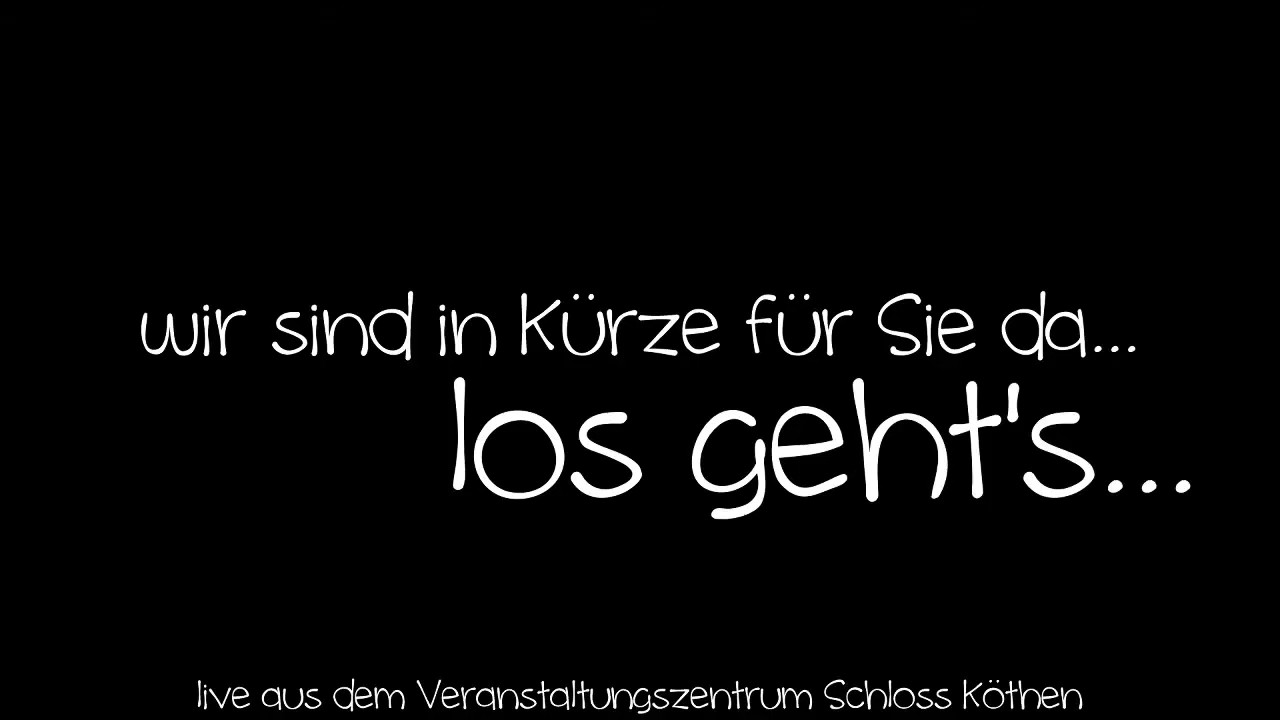 wir sind in Kürze für Sie da...
los geht's...
live aus dem Veranstaltungszentrum Schloss Köthen